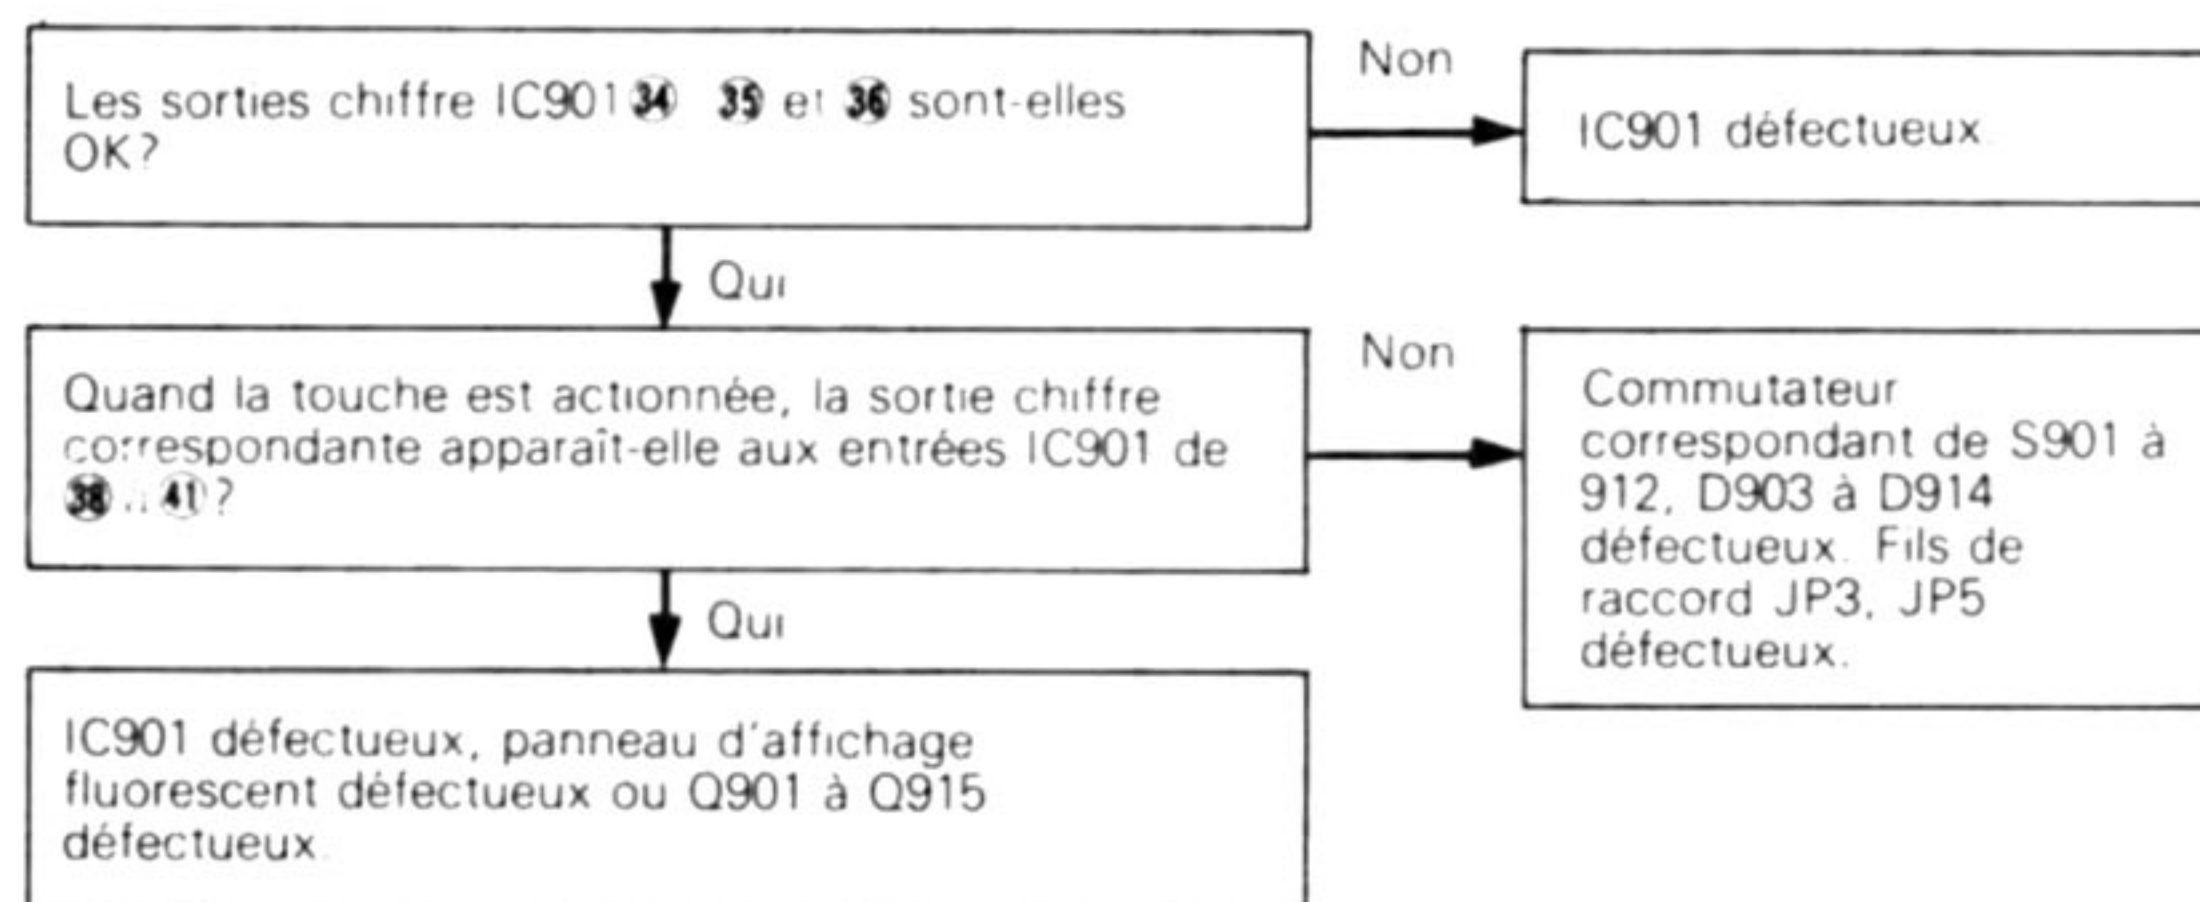 Les sorties chiffre IC901 34 35 et 36 sont-elles
OK?
Non
IC901 défectueux.
Qui
Quand la touche est actionnée, la sortie chiffre
correspondante apparaît-elle aux entrées IC901 de
38 41 ?
Non
Commutateur
correspondant de S901 à
912, D903 à D914
défectueux. Fils de
raccord JP3, JP5
défectueux.
Qui
IC901 défectueux, panneau d'affichage
fluorescent défectueux ou Q901 à Q915
défectueux.